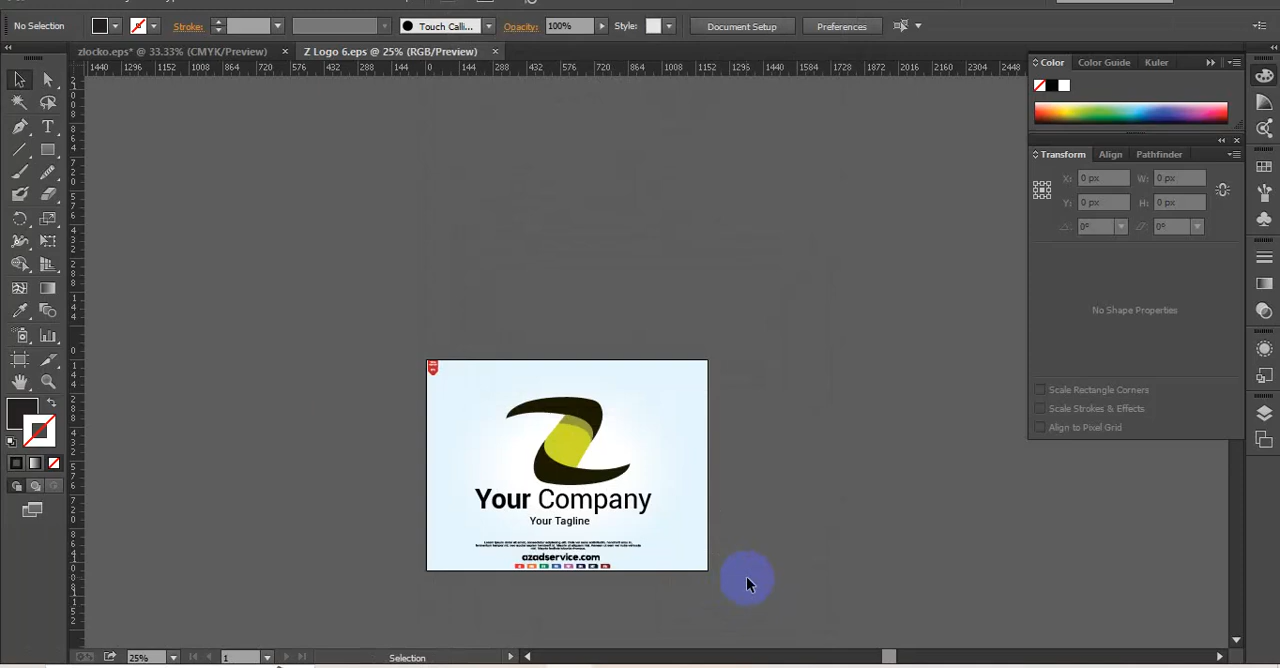 No Selection
Stroke:
Touch Calli...
Opacity: 100%
Style:
Document Setup
Preferences
zlocko.eps* @ 33.33% (CMYK/Preview) ×
Z Logo 6.eps @ 25% (RGB/Preview) ×
1440 1296 1152 1008 864 720 576 432 288 144 0 144 288 432 576 720 864 1008 1152 1296 1440 1584 1728 1872 2016 2160 2304 2448
Color
Color Guide
Kuler
Transform
Align
Pathfinder
X: 0 px W: 0 px
Y: 0 px H: 0 px
0° 0°
No Shape Properties
Scale Rectangle Corners
Scale Strokes & Effects
Align to Pixel Grid
Your Company
Your Tagline
azadservice.com
25%
1
Selection